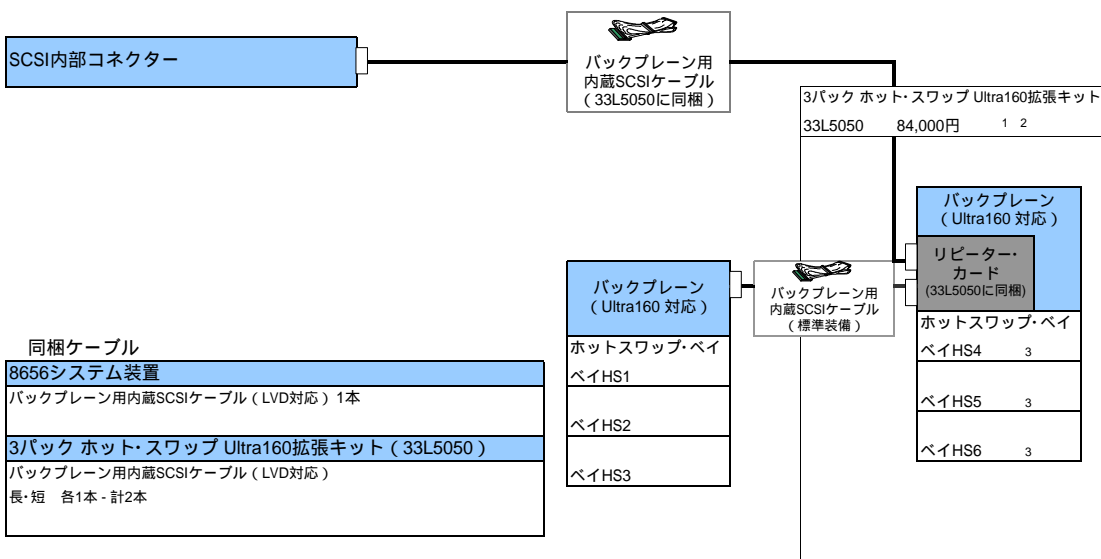 SCSI内部コネクター
バックプレーン用
内蔵SCSIケーブル
（33L5050に同梱）
3パック ホット・スワップ Ultra160拡張キット
33L5050 84,000円 1 2
バックプレーン
（Ultra160 対応）
リピーター・
カード
(33L5050に同梱)
ホットスワップ・ベイ
ベイHS4 3
ベイHS5 3
ベイHS6 3
バックプレーン用
内蔵SCSIケーブル
（標準装備）
バックプレーン
（Ultra160 対応）
ホットスワップ・ベイ
ベイHS1
ベイHS2
ベイHS3
同梱ケーブル
8656システム装置
バックプレーン用内蔵SCSIケーブル（LVD対応）1本
3パック ホット・スワップ Ultra160拡張キット（33L5050）
バックプレーン用内蔵SCSIケーブル（LVD対応）
長・短 各1本 - 計2本